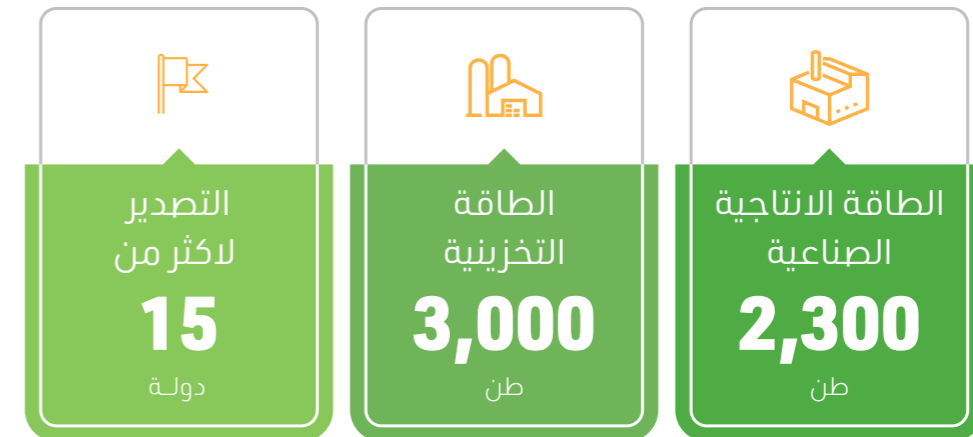 الطاقة الانتاجية
الصناعية
2,300
طن
الطاقة
التخزينية
3,000
طن
التصدير
لاكثر من
15
دولـة